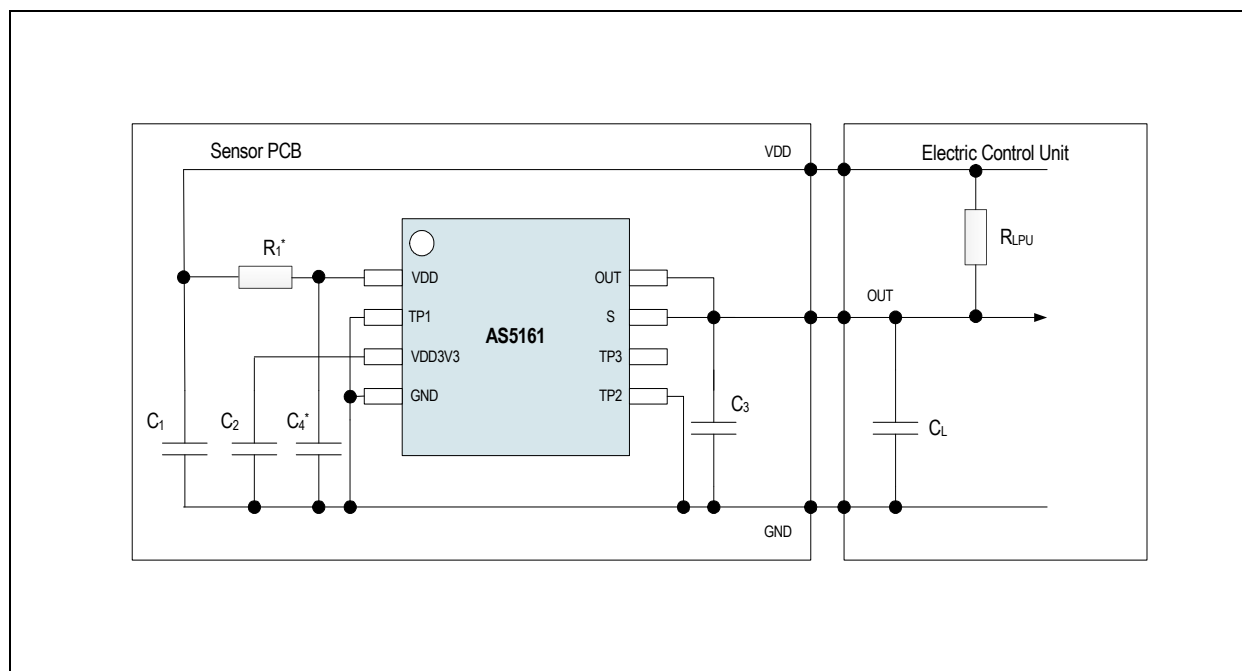 Sensor PCB
VDD
Electric Control Unit
R1*
RLPU
VDD
OUT
OUT
TP1
S
AS5161
VDD3V3
TP3
GND
TP2
C1
C2
C4*
C3
CL
GND